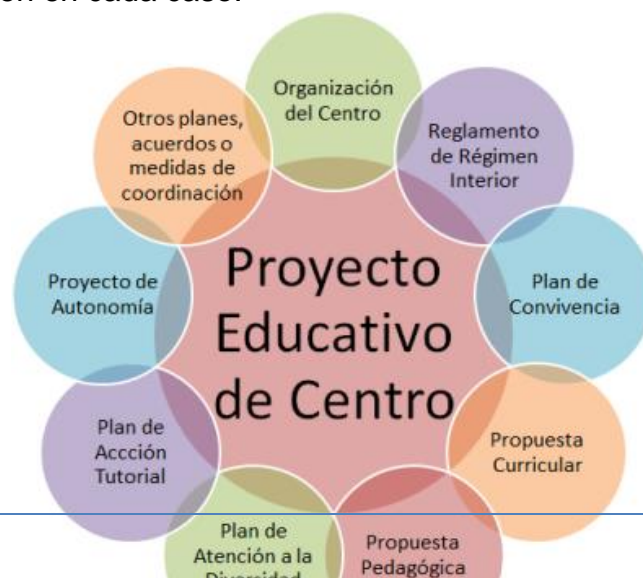 en cada caso.
Organización
del Centro
Reglamento
de Régimen
Interior
Plan de
Convivencia
Propuesta
Curricular
Propuesta
Pedagógica
Plan de
Atención a la
Diversidad
Plan de
Accción
Tutorial
Proyecto de
Autonomía
Otros planes,
acuerdos o
medidas de
coordinación
Proyecto
Educativo
de Centro